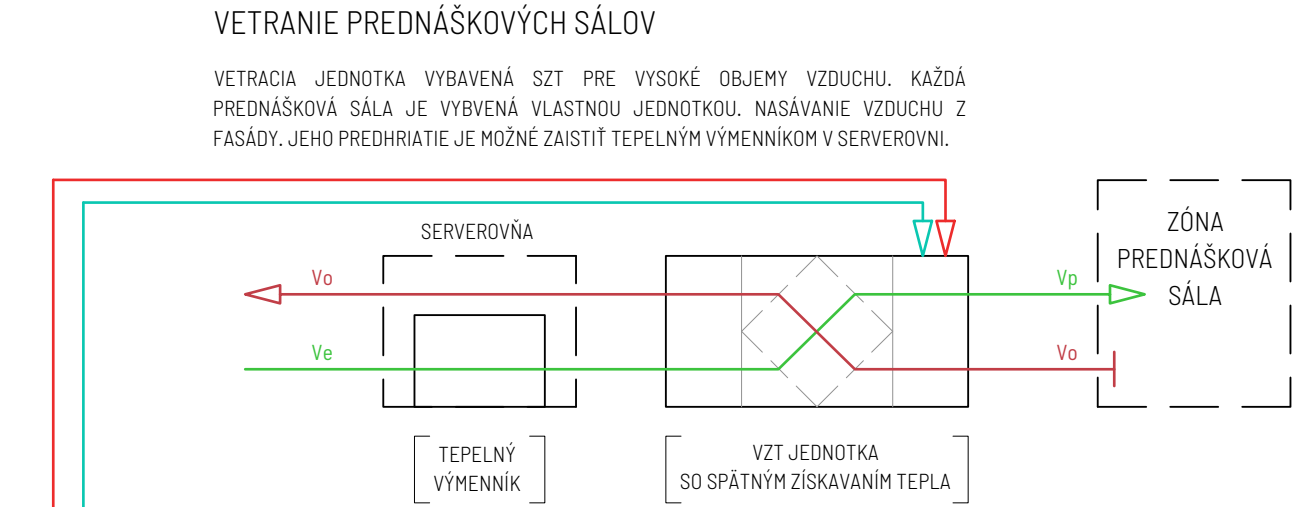 VETRANIE PREDNÁŠKOVÝCH SÁLOV
VETRACIA JEDNOTKA VYBAVENÁ SZT PRE VYSOKÉ OBJEMY VZDUCHU. KAŽDÁ
PREDNÁŠKOVÁ SÁLA JE VYBVENÁ VLASTNOU JEDNOTKOU. NASÁVANIE VZDUCHU Z
FASÁDY. JEHO PREDHRIATIE JE MOŽNÉ ZAISTIŤ TEPELNÝM VÝMENNÍKOM V SERVEROVNI.
SERVEROVŇA
ZÓNA
PREDNÁŠKOVÁ
SÁLA
Vo
Vp
Ve
Vo
TEPELNÝ
VÝMENNÍK
VZT JEDNOTKA
SO SPÄTNÝM ZÍSKAVANÍM TEPLA